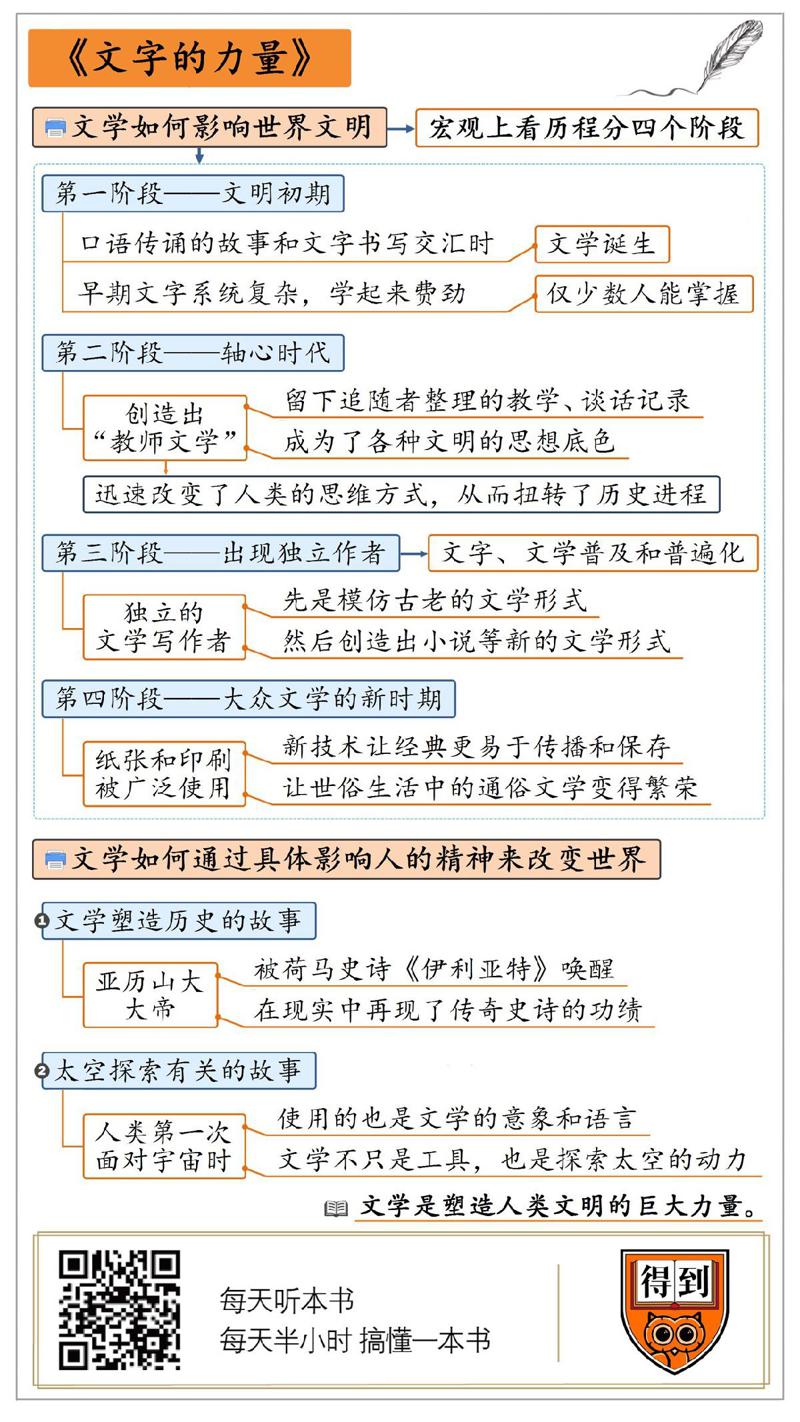 《文字的力量》
文学如何影响世界文明
宏观上看历程分四个阶段
第一阶段——文明初期
口语传诵的故事和文字书写交汇时
文学诞生
早期文字系统复杂，学起来费劲
仅少数人能掌握
第二阶段——轴心时代
创造出
“教师文学”
留下追随者整理的教学、谈话记录
成为了各种文明的思想底色
迅速改变了人类的思维方式，从而扭转了历史进程
第三阶段——出现独立作者
文字、文学普及和普遍化
独立的
文学写作者
先是模仿古老的文学形式
然后创造出小说等新的文学形式
第四阶段——大众文学的新时期
纸张和印刷
被广泛使用
新技术让经典更易于传播和保存
让世俗生活中的通俗文学变得繁荣
文学如何通过具体影响人的精神来改变世界
1 文学塑造历史的故事
亚历山大
大帝
被荷马史诗《伊利亚特》唤醒
在现实中再现了传奇史诗的功绩
2 太空探索有关的故事
人类第一次
面对宇宙时
使用的也是文学的意象和语言
文学不只是工具，也是探索太空的动力
文学是塑造人类文明的巨大力量。
每天听本书
每天半小时 搞懂一本书
得到